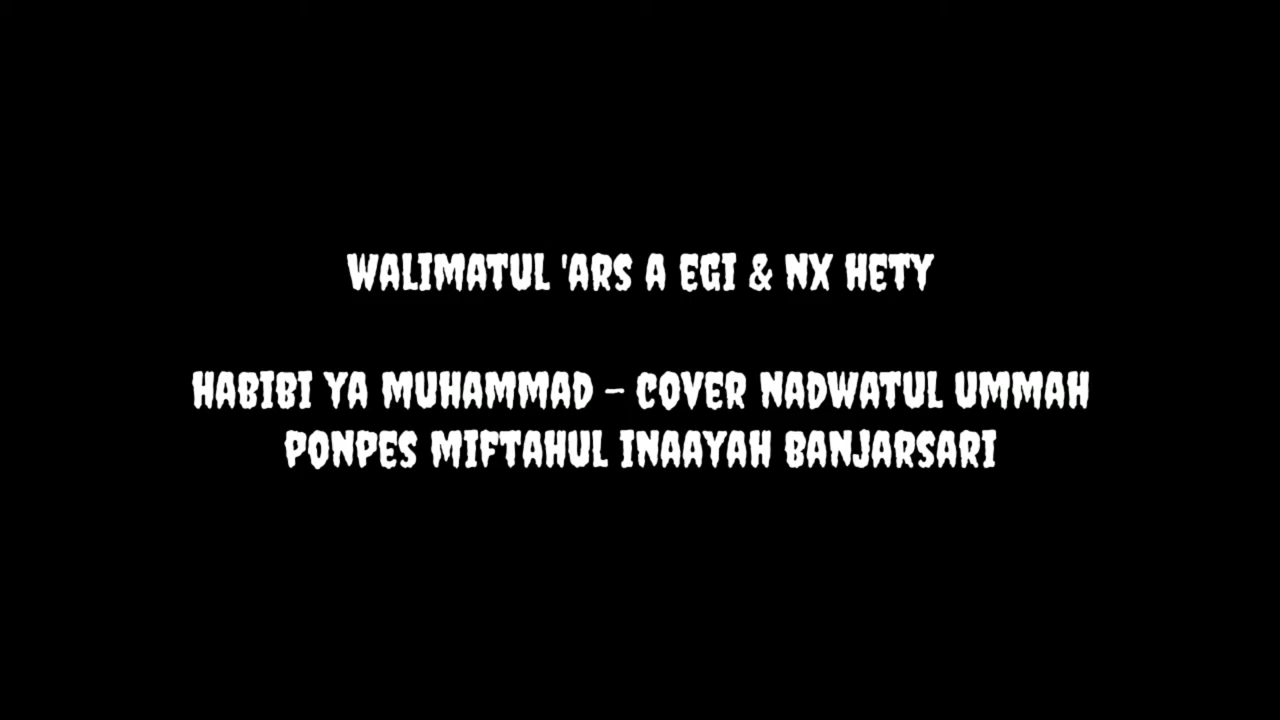 WALIMATUL 'ARS A EGI & NX HETY
HABIBI YA MUHAMMAD - COVER NADWATUL UMMAH
PONPES MIFTAHUL INAAYAH BANJARSARI